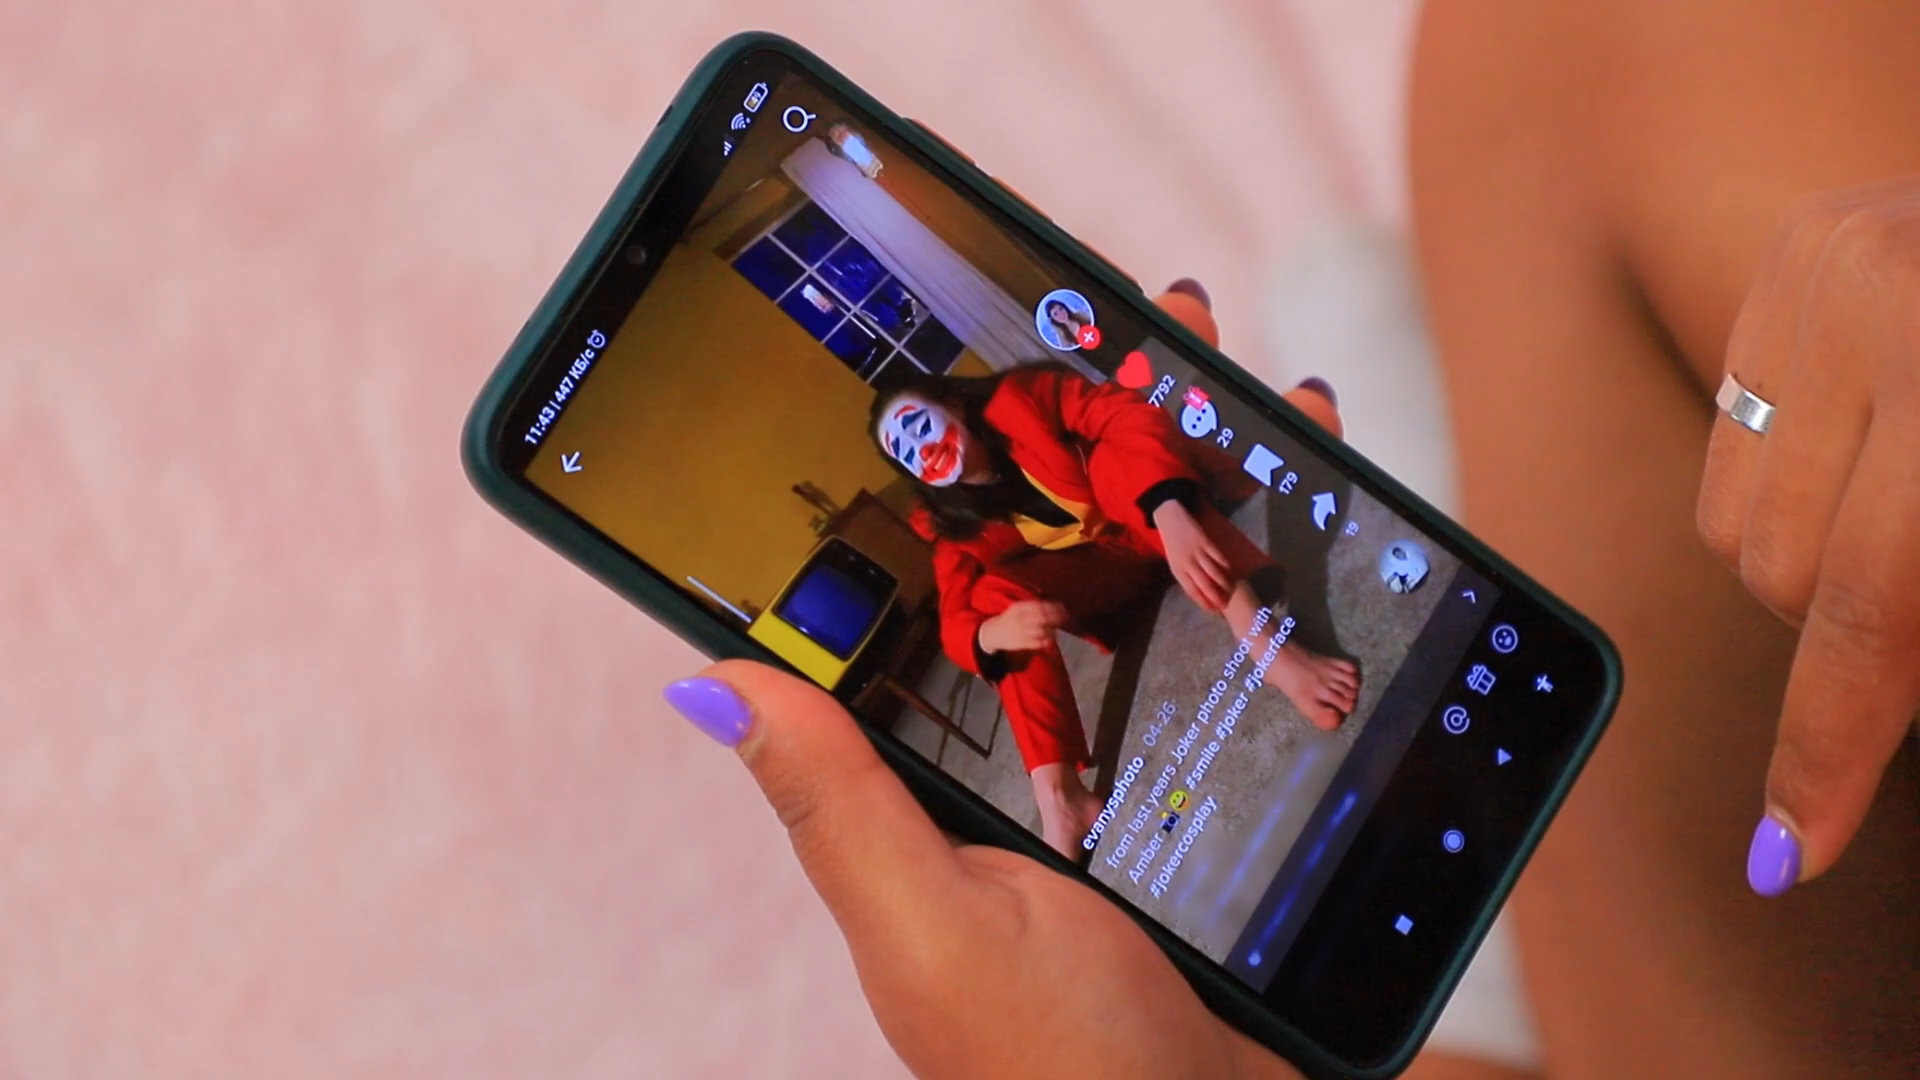 11:43 | 447 КБ/с
49
7792
29
179
19
evanysphoto · 04-26
from last years Joker photo shoot with
Amber 📷😀 #smile #joker #jokerface
#jokercosplay
@